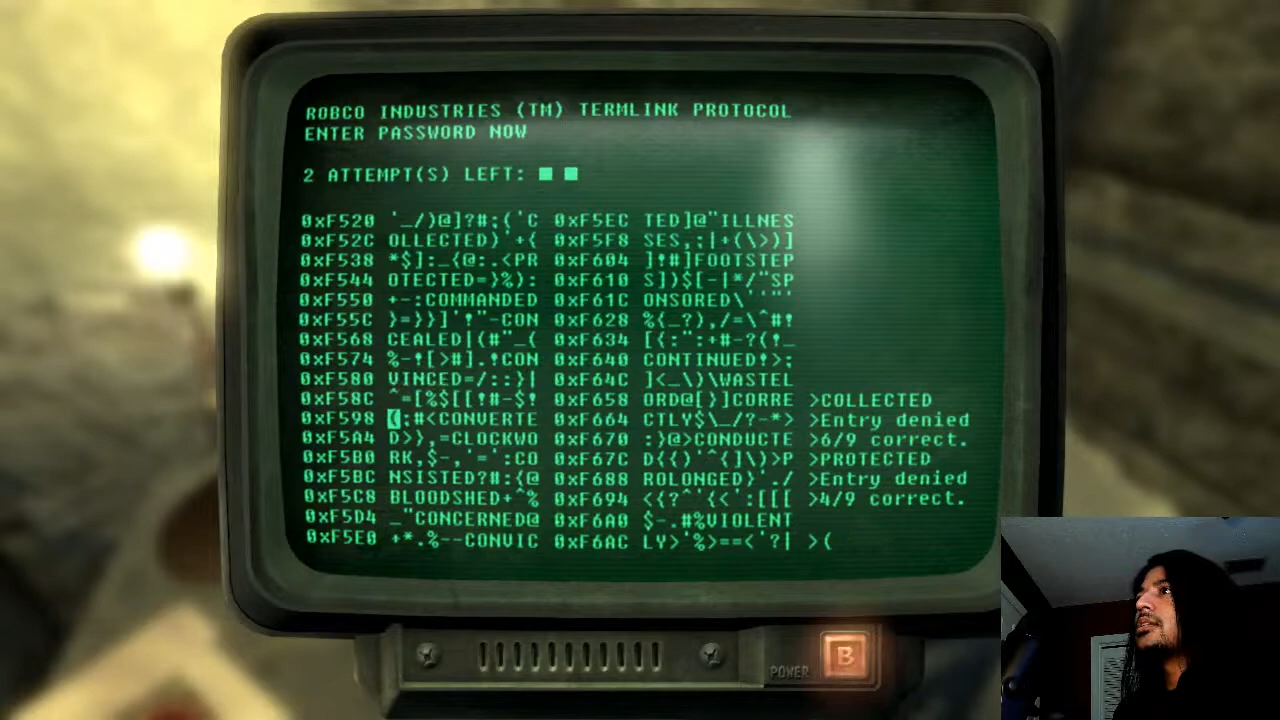 ROBCO INDUSTRIES (TM) TERMLINK PROTOCOL
ENTER PASSWORD NOW
2 ATTEMPT(S) LEFT: ■ ■
0xF520 '_/)@]?#;('C 0xF5EC TED]@"ILLNES
0xF52C OLLECTED)'+( 0xF5F8 SES,;|+(\>)]
0xF538 *$]:_{@:.<PR 0xF604 ]!#]FOOTSTEP
0xF544 OTECTED=}%): 0xF610 S])$[-|*/"SP
0xF550 +-:COMMANDED 0xF61C ONSORED\''"'
0xF55C }=}}]'!"-CON 0xF628 %{_?),/=\^#!
0xF568 CEALED|(#"_( 0xF634 [{:":+#-?(!_
0xF574 %-![>#].!CON 0xF640 CONTINUED!>;
0xF580 VINCED=/::}| 0xF64C ]<_\)\WASTEL
0xF58C ^=[%$[[!#-$! 0xF658 ORD@[)]CORRE >COLLECTED
0xF598 (;#<CONVERTE 0xF664 CTLY$\_/?-*> >Entry denied
0xF5A4 D>},=CLOCKWO 0xF670 :}@>CONDUCTE >6/9 correct.
0xF5B0 RK,$-,'=':CO 0xF67C D{()'^{]\)>P >PROTECTED
0xF5BC NSISTED?#:{@ 0xF688 ROLONGED}'./ >Entry denied
0xF5C8 BLOODSHED+^% 0xF694 <{?^'{<':[[[ >4/9 correct.
0xF5D4 _"CONCERNED@ 0xF6A0 $-.#%VIOLENT
0xF5E0 +*.%--CONVIC 0xF6AC LY>'%>==<'?| >(
POWER
B